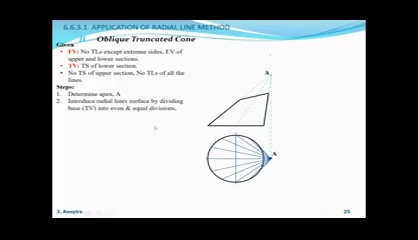 6.6.3.1 APPLICATION OF RADIAL LINE METHOD
Oblique Truncated Cone
Given
• FV: No TLs except extreme sides, EV of
upper and lower sections.
• TV: TS of lower section.
• No TS of upper section, No TLs of all the
lines.
Steps:
1. Determine apex, A
2. Introduce radial lines surface by dividing
base (TV) into even & equal divisions,
A
A
25